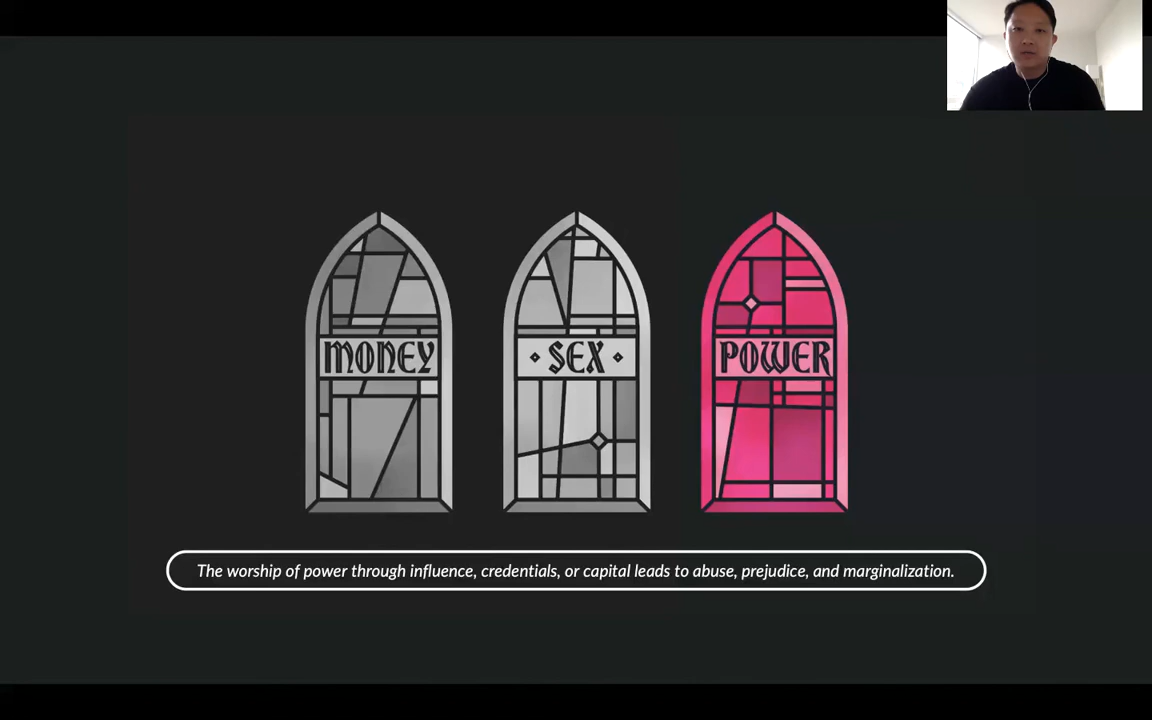 MONEY
SEX
POWER
The worship of power through influence, credentials, or capital leads to abuse, prejudice, and marginalization.